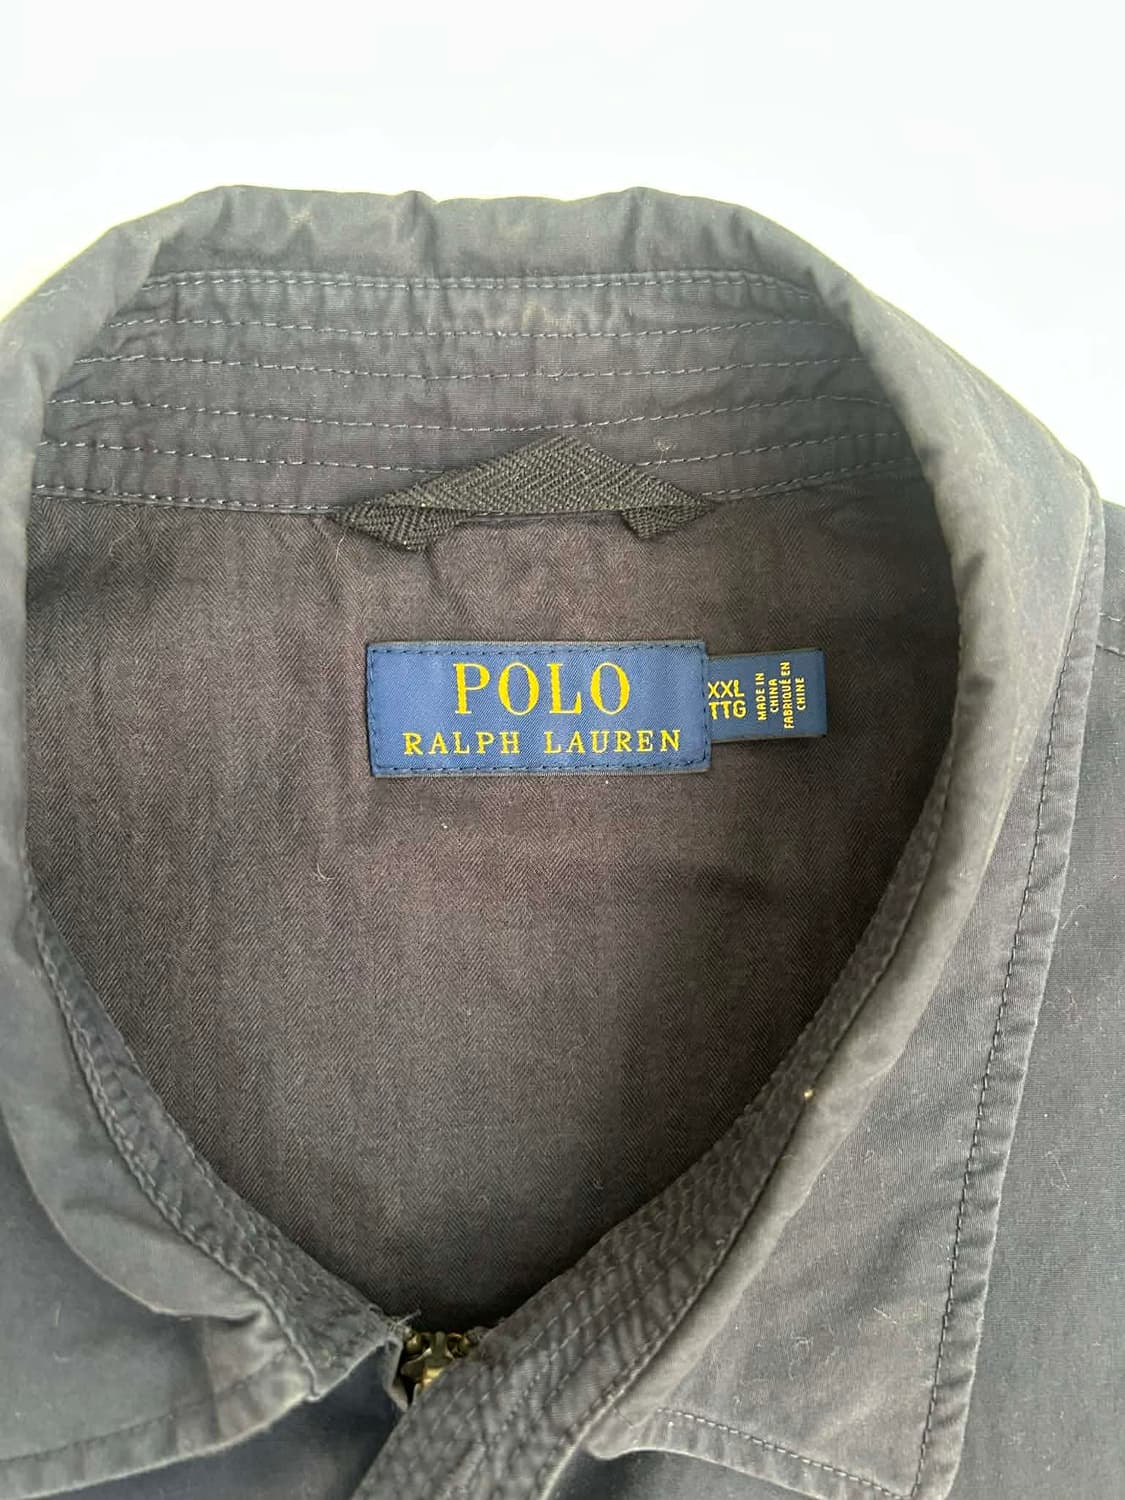 POLO
RALPH LAUREN
XXL
TTG
MADE IN
CHINA
FABRIQUÉ EN
CHINE